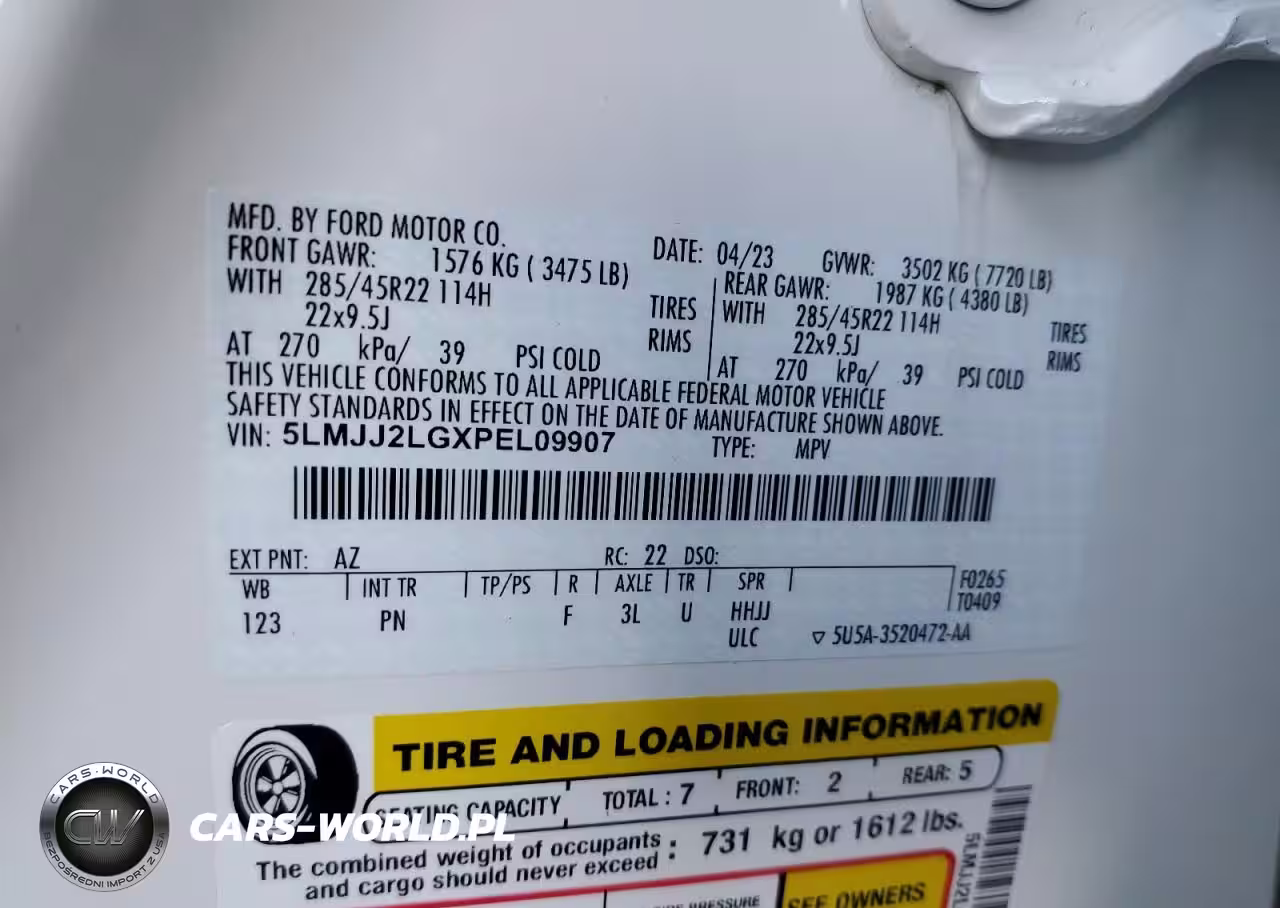 MFD. BY FORD MOTOR CO.
DATE: 04/23 GVWR: 3502 KG ( 7720 LB)
FRONT GAWR: 1576 KG ( 3475 LB)
REAR GAWR: 1987 KG ( 4380 LB)
WITH 285/45R22 114H TIRES
WITH 285/45R22 114H TIRES
22x9.5J RIMS
22x9.5J RIMS
AT 270 kPa/ 39 PSI COLD
AT 270 kPa/ 39 PSI COLD
THIS VEHICLE CONFORMS TO ALL APPLICABLE FEDERAL MOTOR VEHICLE
SAFETY STANDARDS IN EFFECT ON THE DATE OF MANUFACTURE SHOWN ABOVE.
VIN: 5LMJJ2LGXPEL09907 TYPE: MPV
EXT PNT: AZ RC: 22 DSO:
WB INT TR TP/PS R AXLE TR SPR F0265
T0409
123 PN F 3L U HHJJ
ULC ▽ 5U5A-3520472-AA
TIRE AND LOADING INFORMATION
SEATING CAPACITY TOTAL : 7 FRONT: 2 REAR: 5
The combined weight of occupants
and cargo should never exceed : 731 kg or 1612 lbs.
SEE OWNERS
5LMJJ2L
CARS-WORLD
CW
BEZPOŚREDNI IMPORT Z USA
CARS-WORLD.PL